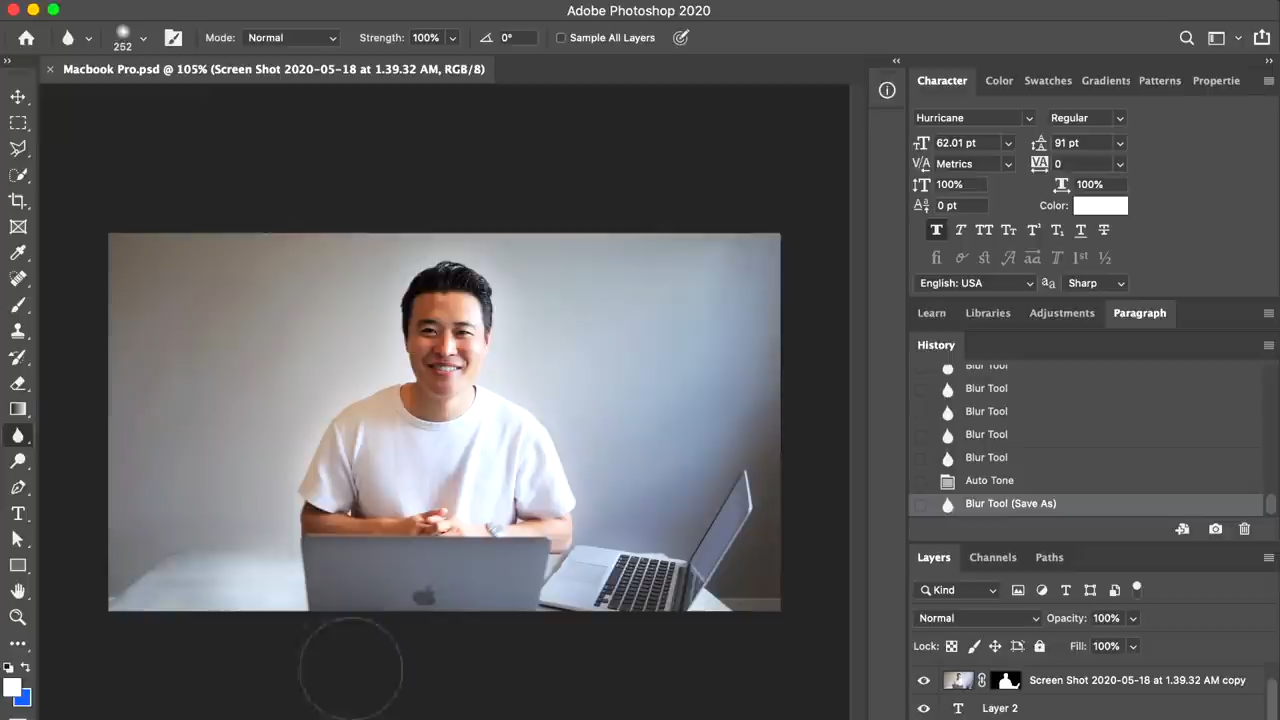 Adobe Photoshop 2020
252
Mode: Normal
Strength: 100%
0°
Sample All Layers
Macbook Pro.psd @ 105% (Screen Shot 2020-05-18 at 1.39.32 AM, RGB/8)
Character
Color
Swatches
Gradients
Patterns
Propertie
Hurricane
Regular
62.01 pt
91 pt
Metrics
0
100%
100%
0 pt
Color:
English: USA
Sharp
Learn
Libraries
Adjustments
Paragraph
History
Blur Tool
Blur Tool
Blur Tool
Blur Tool
Blur Tool
Auto Tone
Blur Tool (Save As)
Layers
Channels
Paths
Kind
Normal
Opacity: 100%
Lock:
Fill: 100%
Screen Shot 2020-05-18 at 1.39.32 AM copy
Layer 2